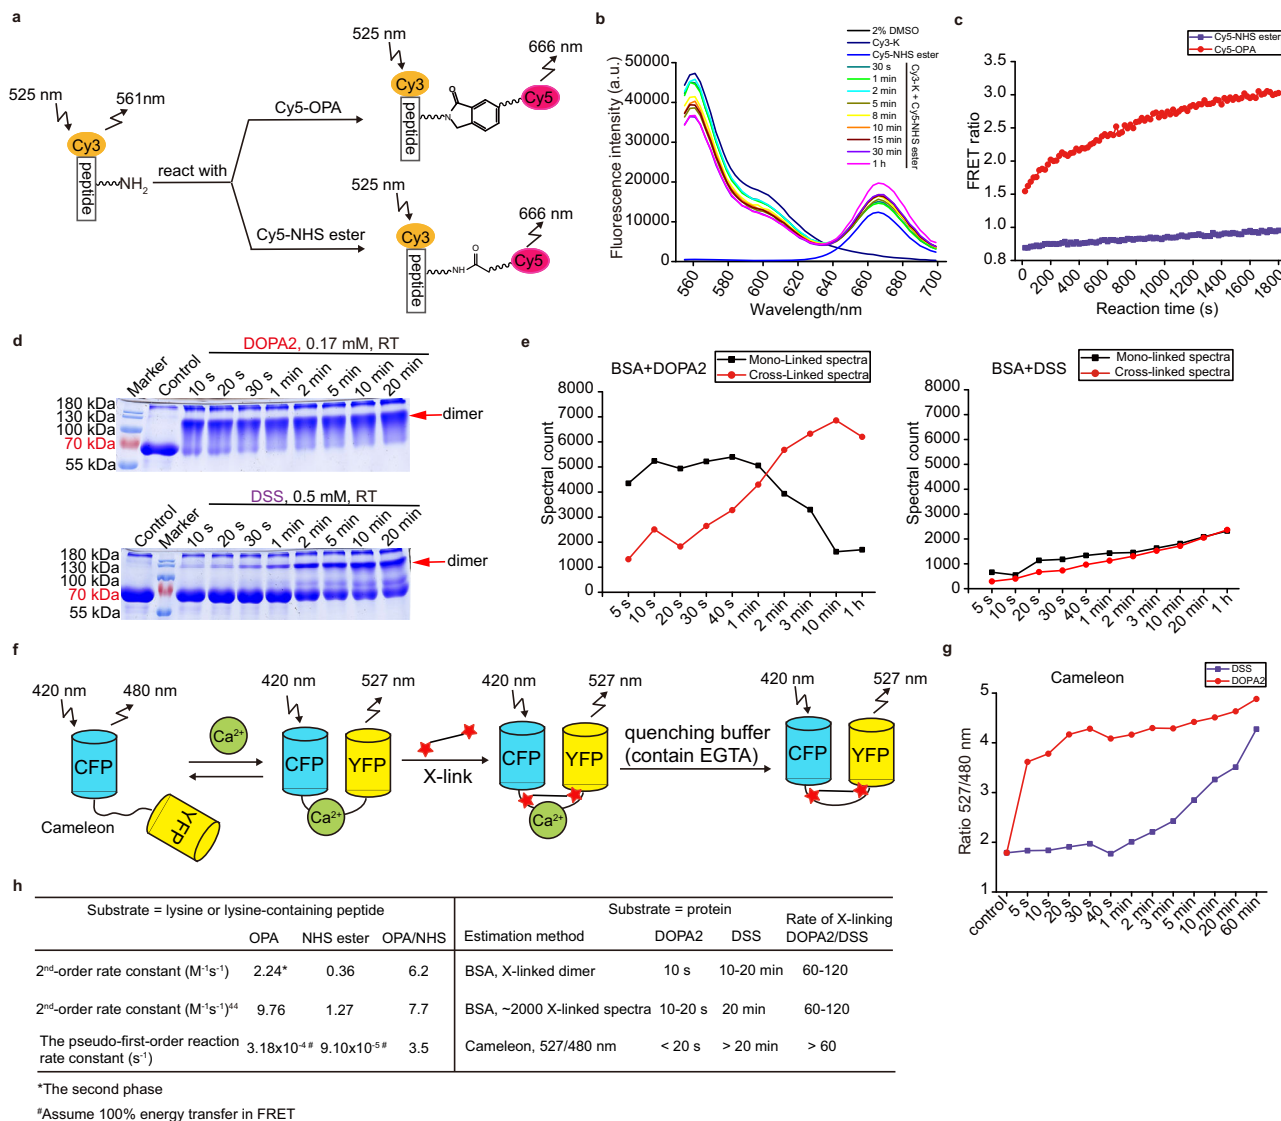 a
525 nm
561nm
Cy3
peptide
NH2
react with
Cy5-OPA
Cy5-NHS ester
525 nm
666 nm
Cy3
peptide
O
N
Cy5
525 nm
666 nm
Cy3
peptide
NH
O
Cy5
b
Fluorescence intensity (a.u.)
50000
40000
30000
20000
10000
0
560
580
600
620
640
660
680
700
Wavelength/nm
2% DMSO
Cy3-K
Cy5-NHS ester
30 s
1 min
2 min
5 min
8 min
10 min
15 min
30 min
1 h
Cy3-K + Cy5-NHS ester
c
Cy5-NHS ester
Cy5-OPA
FRET ratio
3.0
2.5
2.0
1.5
1.0
0.8
0
200
400
600
800
1000
1200
1400
1600
1800
Reaction time (s)
d
DOPA2, 0.17 mM, RT
Marker
Control
10 s
20 s
30 s
1 min
2 min
5 min
10 min
20 min
180 kDa
130 kDa
100 kDa
70 kDa
55 kDa
dimer
DSS, 0.5 mM, RT
Control
Marker
10 s
20 s
30 s
1 min
2 min
5 min
10 min
20 min
180 kDa
130 kDa
100 kDa
70 kDa
55 kDa
dimer
e
BSA+DOPA2
Mono-Linked spectra
Cross-Linked spectra
Spectral count
8000
7000
6000
5000
4000
3000
2000
1000
0
5 s
10 s
20 s
30 s
40 s
1 min
2 min
3 min
10 min
1 h
BSA+DSS
Mono-linked spectra
Cross-linked spectra
Spectral count
8000
7000
6000
5000
4000
3000
2000
1000
0
5 s
10 s
20 s
30 s
40 s
1 min
2 min
3 min
10 min
20 min
1 h
f
420 nm
480 nm
CFP
YFP
Cameleon
Ca2+
420 nm
527 nm
CFP
YFP
Ca2+
X-link
420 nm
527 nm
CFP
YFP
Ca2+
quenching buffer
(contain EGTA)
420 nm
527 nm
CFP
YFP
g
Cameleon
DSS
DOPA2
Ratio 527/480 nm
5
4
3
2
1
control
5 s
10 s
20 s
30 s
40 s
1 min
2 min
3 min
5 min
10 min
20 min
60 min
h
Substrate = lysine or lysine-containing peptide
OPA NHS ester OPA/NHS
2nd-order rate constant (M-1s-1) 2.24* 0.36 6.2
2nd-order rate constant (M-1s-1)44 9.76 1.27 7.7
The pseudo-first-order reaction
rate constant (s-1) 3.18x10-4 # 9.10x10-5 # 3.5
Substrate = protein
Estimation method DOPA2 DSS Rate of X-linking
DOPA2/DSS
BSA, X-linked dimer 10 s 10-20 min 60-120
BSA, ~2000 X-linked spectra 10-20 s 20 min 60-120
Cameleon, 527/480 nm < 20 s > 20 min > 60
*The second phase
#Assume 100% energy transfer in FRET